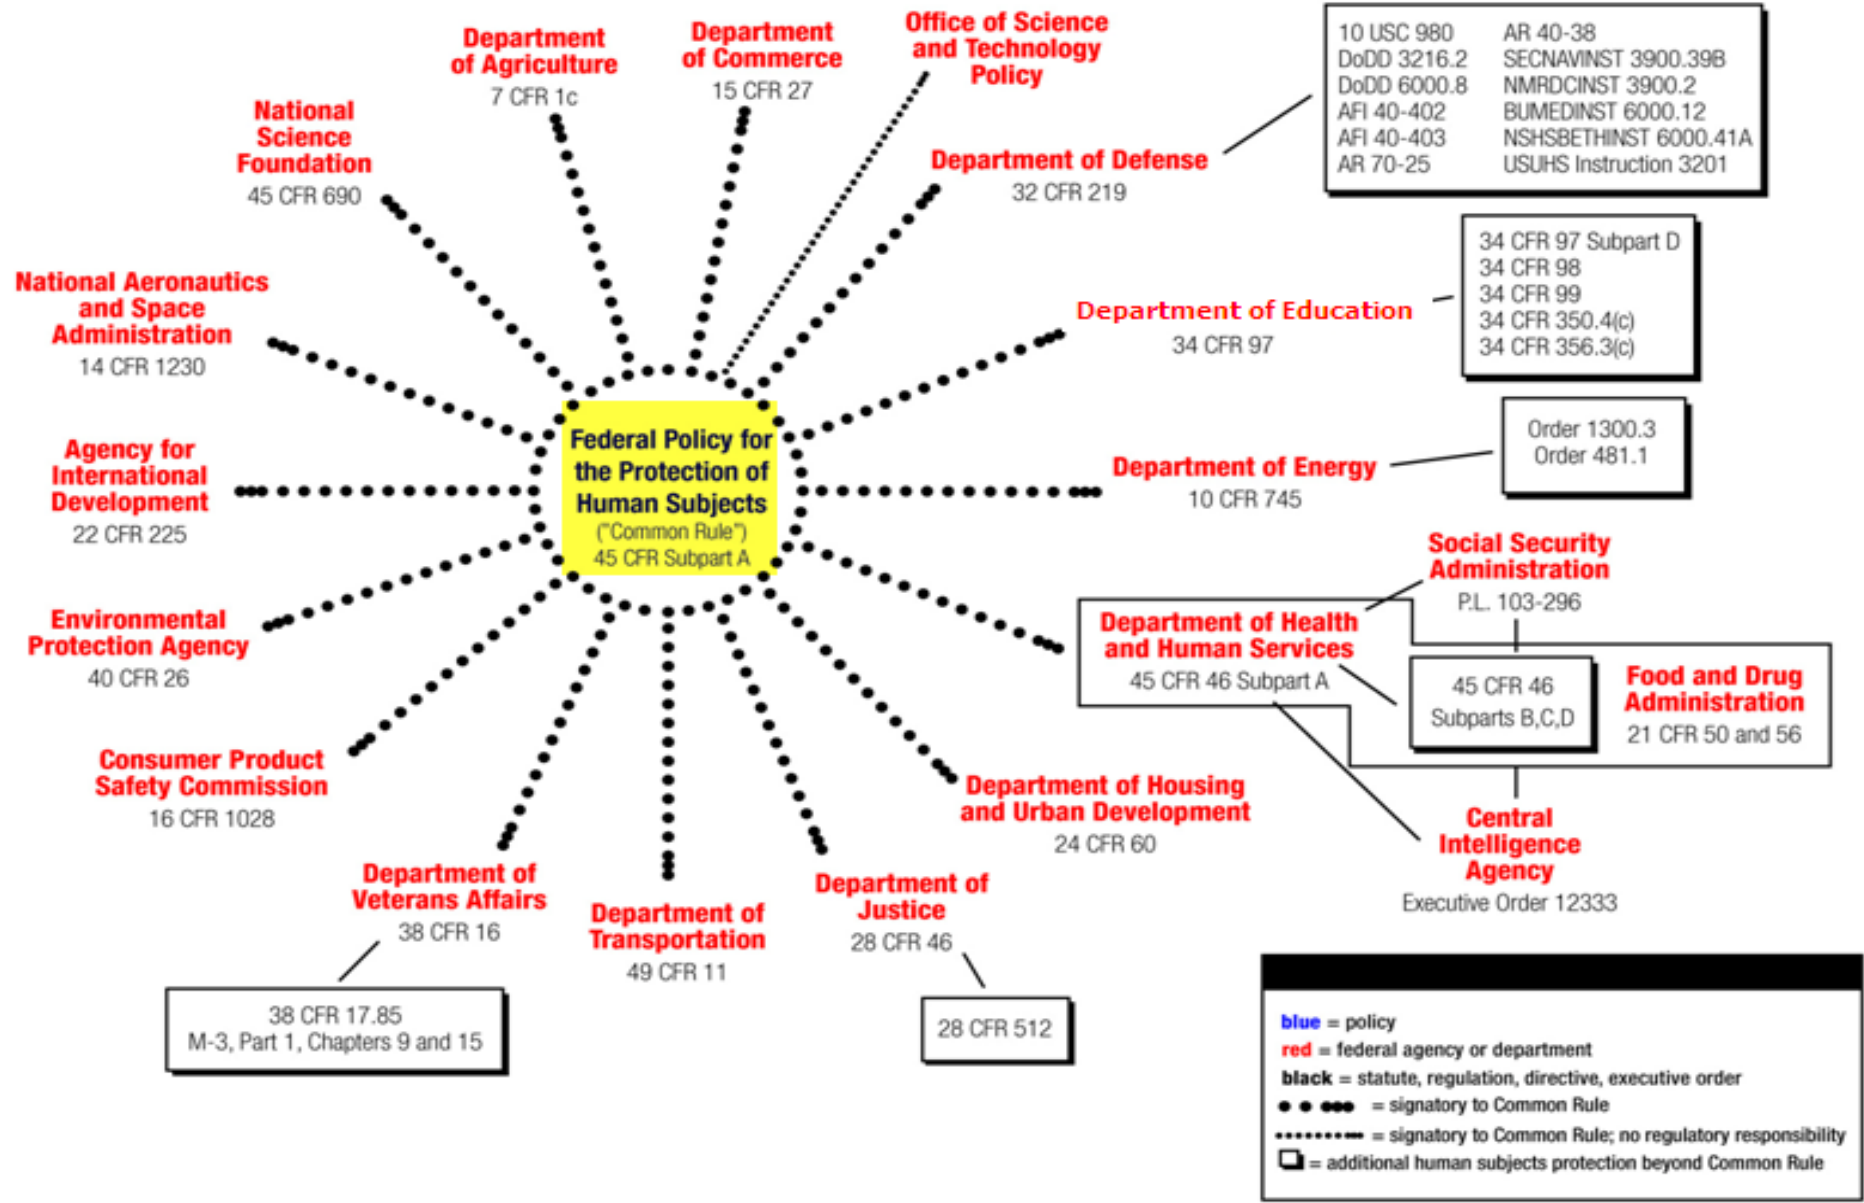 Office of Science
and Technology
Policy
Department
of Commerce
15 CFR 27
Department
of Agriculture
7 CFR 1c
National
Science
Foundation
45 CFR 690
National Aeronautics
and Space
Administration
14 CFR 1230
Agency for
International
Development
22 CFR 225
Environmental
Protection Agency
40 CFR 26
Consumer Product
Safety Commission
16 CFR 1028
Department of
Veterans Affairs
38 CFR 16
38 CFR 17.85
M-3, Part 1, Chapters 9 and 15
Department of
Transportation
49 CFR 11
Department of
Justice
28 CFR 46
28 CFR 512
Department of Housing
and Urban Development
24 CFR 60
Federal Policy for
the Protection of
Human Subjects
("Common Rule")
45 CFR Subpart A
Department of Defense
32 CFR 219
10 USC 980 AR 40-38
DoDD 3216.2 SECNAVINST 3900.39B
DoDD 6000.8 NMRDCINST 3900.2
AFI 40-402 BUMEDINST 6000.12
AFI 40-403 NSHSBETHINST 6000.41A
AR 70-25 USUHS Instruction 3201
Department of Education
34 CFR 97
34 CFR 97 Subpart D
34 CFR 98
34 CFR 99
34 CFR 350.4(c)
34 CFR 356.3(c)
Department of Energy
10 CFR 745
Order 1300.3
Order 481.1
Social Security
Administration
P.L. 103-296
Department of Health
and Human Services
45 CFR 46 Subpart A
45 CFR 46
Subparts B,C,D
Food and Drug
Administration
21 CFR 50 and 56
Central
Intelligence
Agency
Executive Order 12333
blue = policy
red = federal agency or department
black = statute, regulation, directive, executive order
= signatory to Common Rule
= signatory to Common Rule; no regulatory responsibility
= additional human subjects protection beyond Common Rule